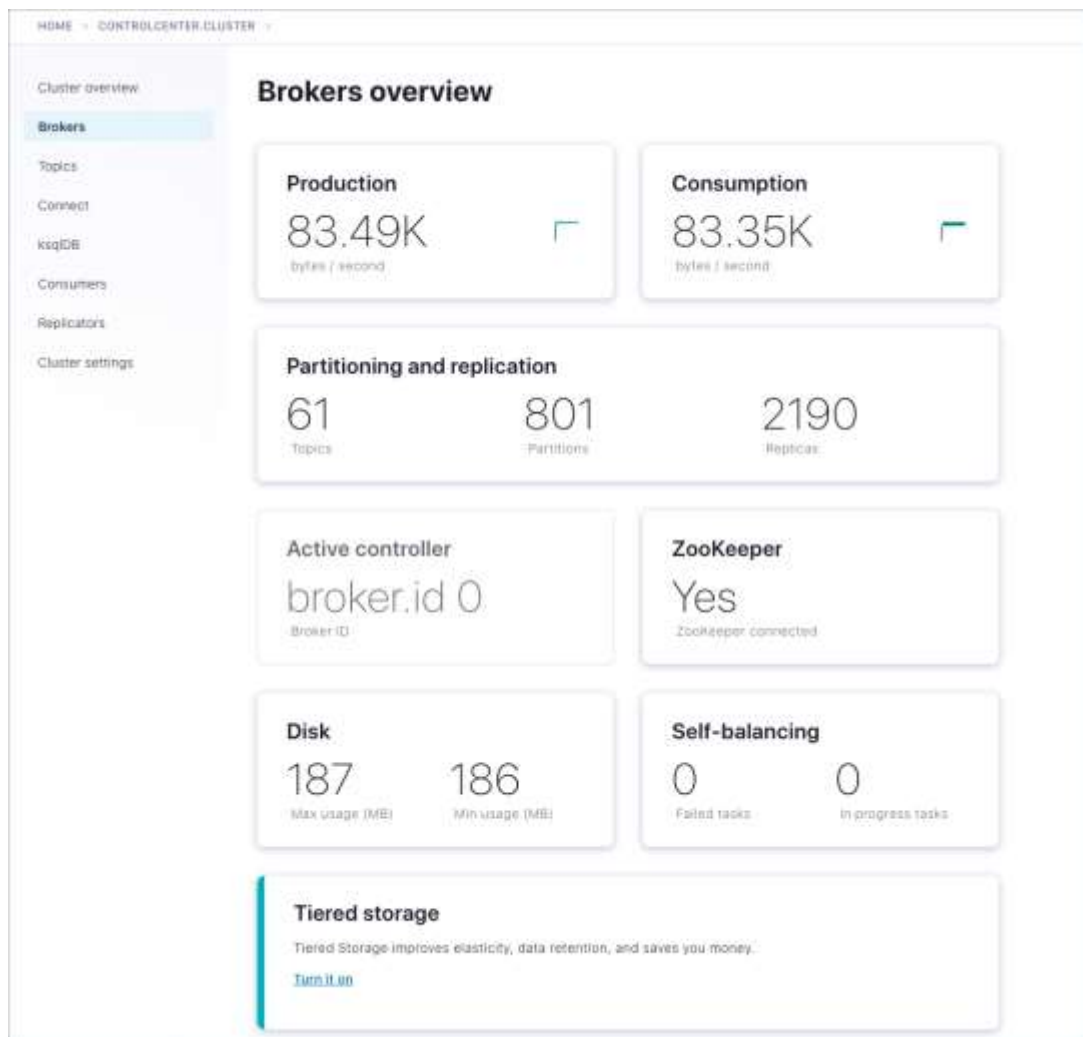 HOME > CONTROLCENTER.CLUSTER >
Cluster overview
Brokers
Topics
Connect
ksqlDB
Consumers
Replicators
Cluster settings
Brokers overview
Production
83.49K
bytes / second
Consumption
83.35K
bytes / second
Partitioning and replication
61
Topics
801
Partitions
2190
Replicas
Active controller
broker.id 0
Broker ID
ZooKeeper
Yes
ZooKeeper connected
Disk
187
Max usage (MB)
186
Min usage (MB)
Self-balancing
0
Failed tasks
0
In progress tasks
Tiered storage
Tiered Storage improves elasticity, data retention, and saves you money.
Turn it on